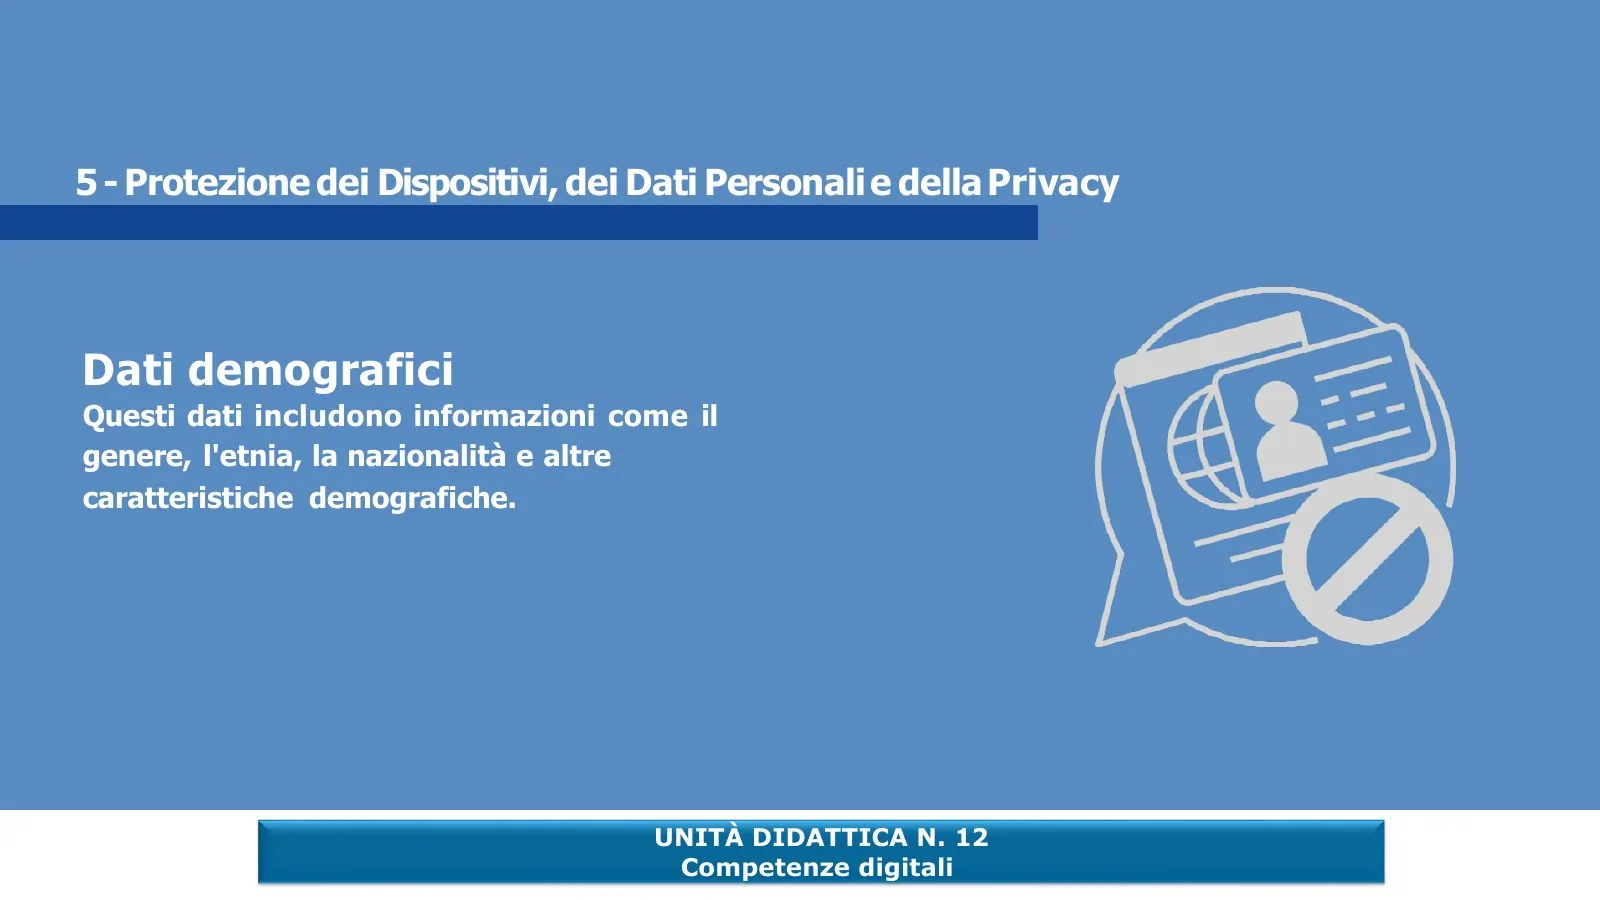 5 - Protezione dei Dispositivi, dei Dati Personali e della Privacy
Dati demografici
Questi dati includono informazioni come il
genere, l'etnia, la nazionalità e altre
caratteristiche demografiche.
UNITÀ DIDATTICA N. 12
Competenze digitali